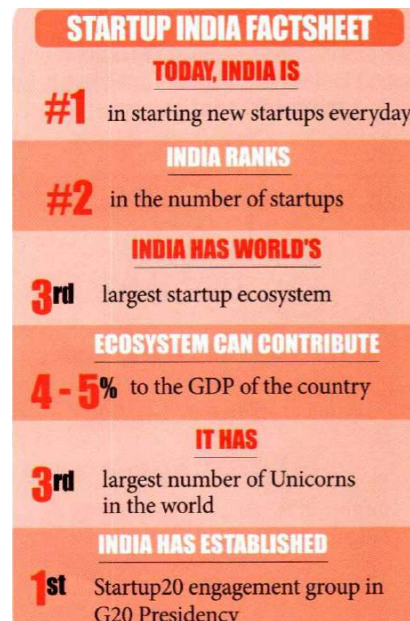 STARTUP INDIA FACTSHEET
TODAY, INDIA IS
#1 in starting new startups everyday
INDIA RANKS
#2 in the number of startups
INDIA HAS WORLD'S
3rd largest startup ecosystem
ECOSYSTEM CAN CONTRIBUTE
4 - 5% to the GDP of the country
IT HAS
3rd largest number of Unicorns
in the world
INDIA HAS ESTABLISHED
1st Startup20 engagement group in
G20 Presidency